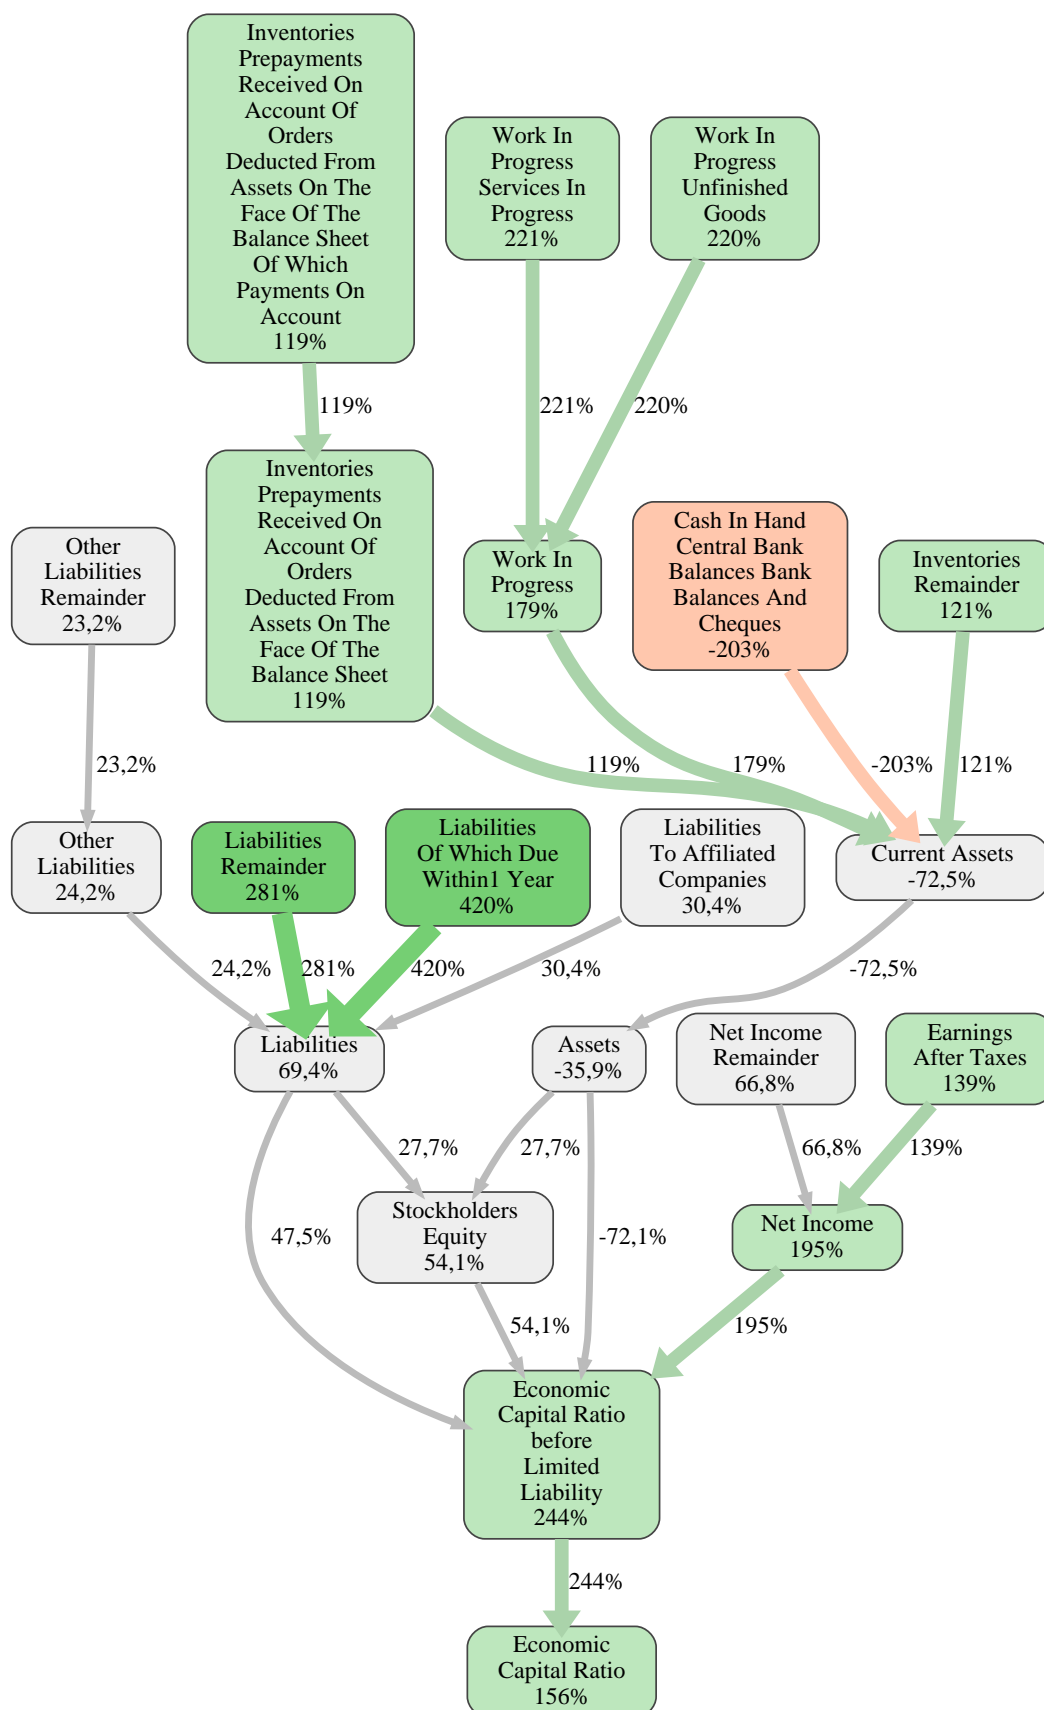 Inventories
Prepayments
Received On
Account Of
Orders
Deducted From
Assets On The
Face Of The
Balance Sheet
Of Which
Payments On
Account
119%
Work In
Progress
Services In
Progress
221%
Work In
Progress
Unfinished
Goods
220%
119%
221%
220%
Inventories
Prepayments
Received On
Account Of
Orders
Deducted From
Assets On The
Face Of The
Balance Sheet
119%
Other
Liabilities
Remainder
23,2%
Work In
Progress
179%
Cash In Hand
Central Bank
Balances Bank
Balances And
Cheques
-203%
Inventories
Remainder
121%
23,2%
119%
179%
-203%
121%
Other
Liabilities
24,2%
Liabilities
Remainder
281%
Liabilities
Of Which Due
Within1 Year
420%
Liabilities
To Affiliated
Companies
30,4%
Current Assets
-72,5%
24,2%
281%
420%
30,4%
-72,5%
Liabilities
69,4%
Assets
-35,9%
Net Income
Remainder
66,8%
Earnings
After Taxes
139%
27,7%
27,7%
66,8%
139%
47,5%
Stockholders
Equity
54,1%
-72,1%
Net Income
195%
54,1%
195%
Economic
Capital Ratio
before
Limited
Liability
244%
244%
Economic
Capital Ratio
156%